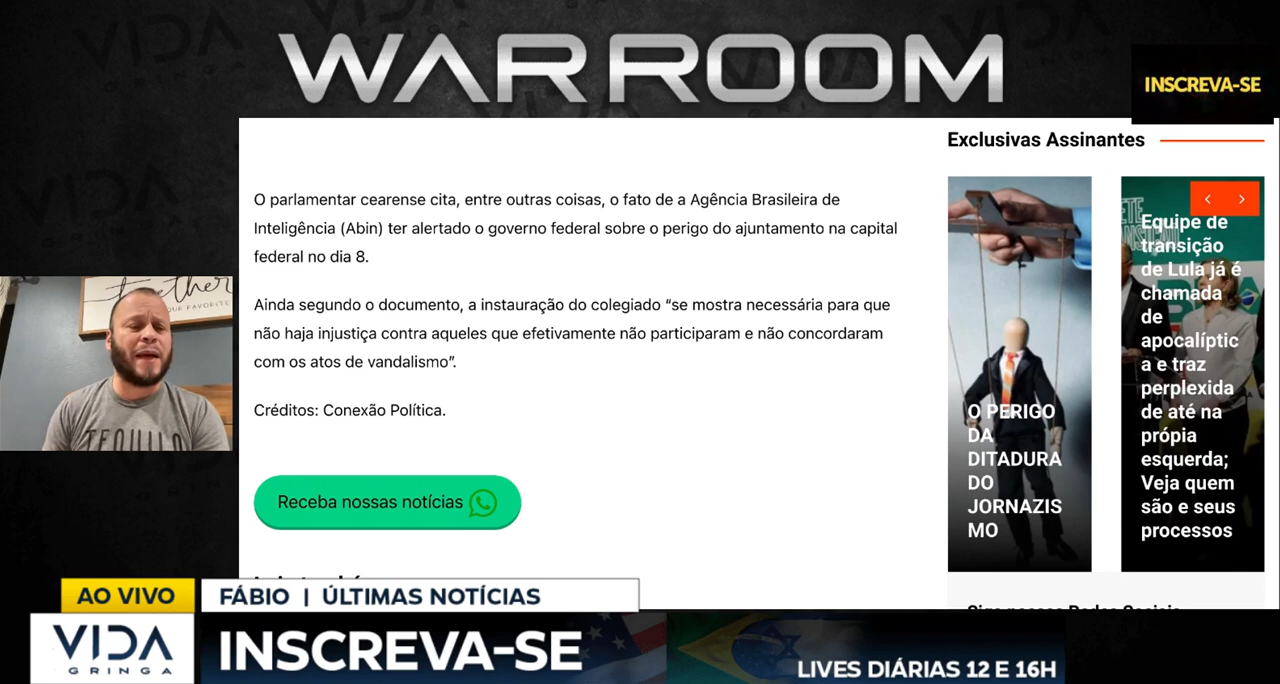 WARROOM
INSCREVA-SE
Exclusivas Assinantes
O parlamentar cearense cita, entre outras coisas, o fato de a Agência Brasileira de
Inteligência (Abin) ter alertado o governo federal sobre o perigo do ajuntamento na capital
federal no dia 8.
Ainda segundo o documento, a instauração do colegiado “se mostra necessária para que
não haja injustiça contra aqueles que efetivamente não participaram e não concordaram
com os atos de vandalismo”.
Créditos: Conexão Política.
Receba nossas notícias
O PERIGO
DA
DITADURA
DO
JORNAZIS
MO
Equipe de
transição
de Lula já é
chamada
de
apocalíptic
a e traz
perplexida
de até na
própia
esquerda;
Veja quem
são e seus
processos
together
OUR FAVORITE
TEQUILA
AO VIVO
FÁBIO | ÚLTIMAS NOTÍCIAS
VIDA
GRINGA
INSCREVA-SE
LIVES DIÁRIAS 12 E 16H